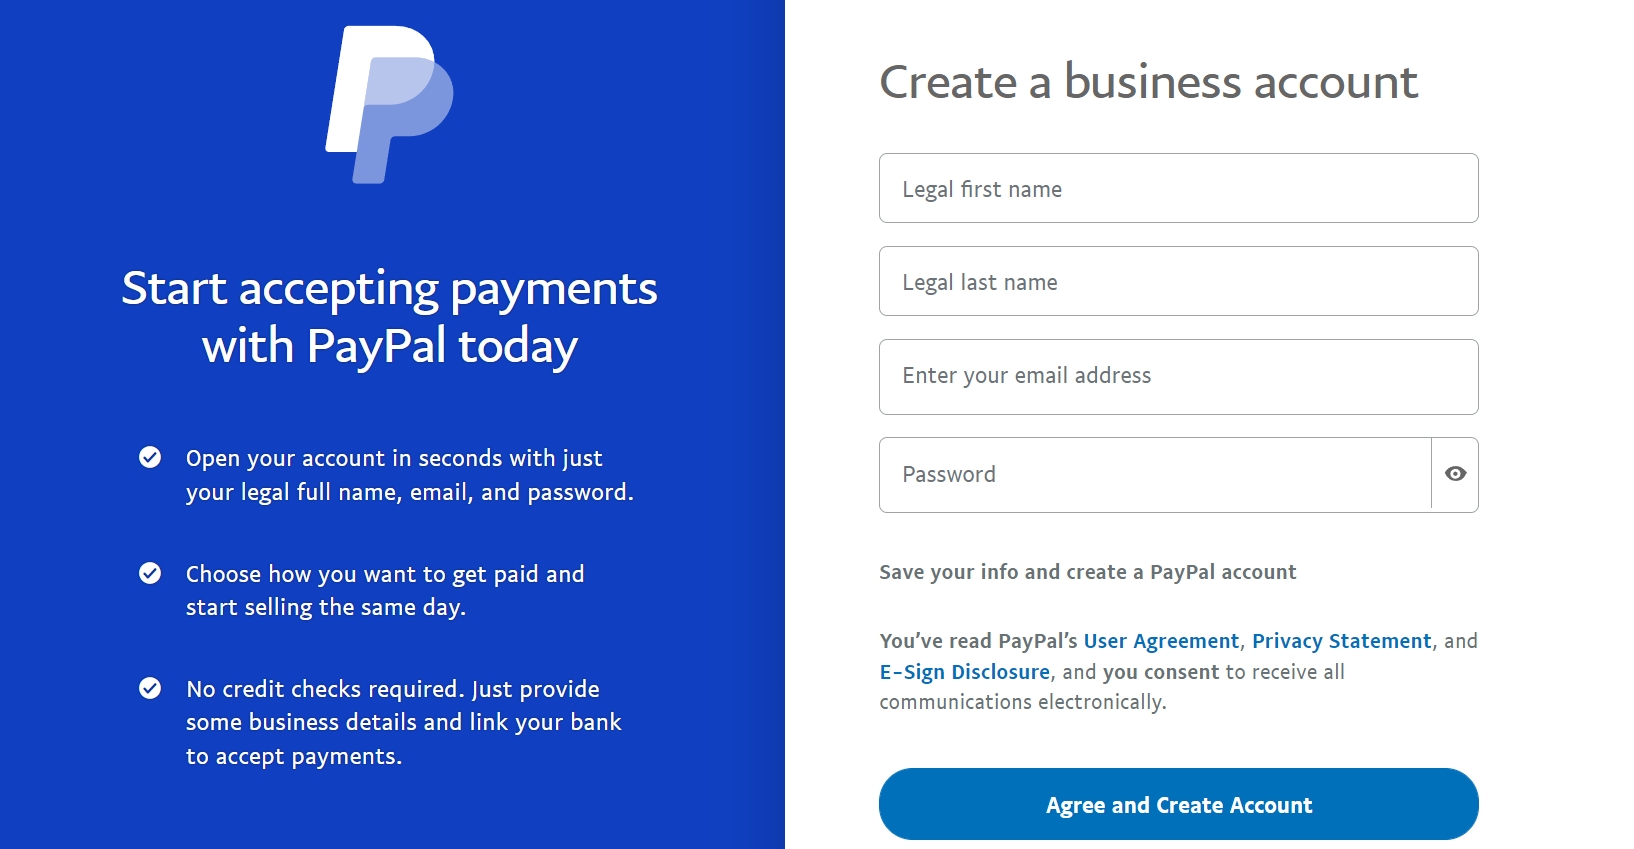 Start accepting payments
with PayPal today
Open your account in seconds with just
your legal full name, email, and password.
Choose how you want to get paid and
start selling the same day.
No credit checks required. Just provide
some business details and link your bank
to accept payments.
Create a business account
Legal first name
Legal last name
Enter your email address
Password
Save your info and create a PayPal account
You’ve read PayPal’s User Agreement, Privacy Statement, and
E-Sign Disclosure, and you consent to receive all
communications electronically.
Agree and Create Account